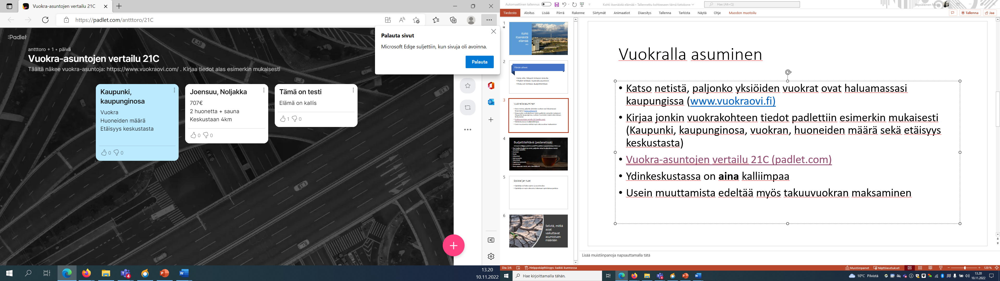 Vuokra-asuntojen vertailu 21C
https://padlet.com/antttoro/21C
Palauta sivut
Microsoft Edge suljettiin, kun sivuja oli avoinna.
Palauta
:Padlet
antttoro + 1 • päivä
Vuokra-asuntojen vertailu 21C
Täältä näkee vuokra-asuntoja: https://www.vuokraovi.com/ . Kirjaa tiedot alas esimerkin mukaisesti
Kaupunki,
kaupunginosa
Vuokra
Huoneiden määrä
Etäisyys keskustasta
0 0
Joensuu, Noljakka
707€
2 huonetta + sauna
Keskustaan 4km
0 0
Tämä on testi
Elämä on kallis
1 0
13.20
10.11.2022
Automaattinen tallennus
Kohti itsenäistä elämää • Tallennettu kohteeseen tämä tietokone
Hae (Alt+Q)
Tiedosto Aloitus Lisää Piirrä Rakenne Siirtymät Animaatiot Diaesitys Tallenna Tarkista Näytä Ohje Muodon muotoilu
Tallenna Jaa
1
Kohti
itsenäistä
elämää
2
Päivän aiheet
• Padlet tehtävä: Vuokralla asuminen
• Peda.net tehtävä: Budjettitehtävä
3
Vuokralla asuminen
4
Budjettitehtävä (pedanetissä)
5
Opiskelijan tuet
6
Selvitä, mitkä
asiat
vaikuttavat
asumistuen
määrään
Vuokralla asuminen
• Katso netistä, paljonko yksiöiden vuokrat ovat haluamassasi
kaupungissa (www.vuokraovi.fi)
• Kirjaa jonkin vuokrakohteen tiedot padlettiin esimerkin mukaisesti
(Kaupunki, kaupunginosa, vuokran, huoneiden määrä sekä etäisyys
keskustasta)
• Vuokra-asuntojen vertailu 21C (padlet.com)
• Ydinkeskustassa on aina kalliimpaa
• Usein muuttamista edeltää myös takuuvuokran maksaminen
Lisää muistiinpanoja napsauttamalla tätä
Dia 3/6 Helppokäyttöisyys: kaikki kunnossa
Muistiinpanot Näyttöasetukset 120 %
Hae kirjoittamalla tähän.
10°C Pilvistä
13.20
10.11.2022